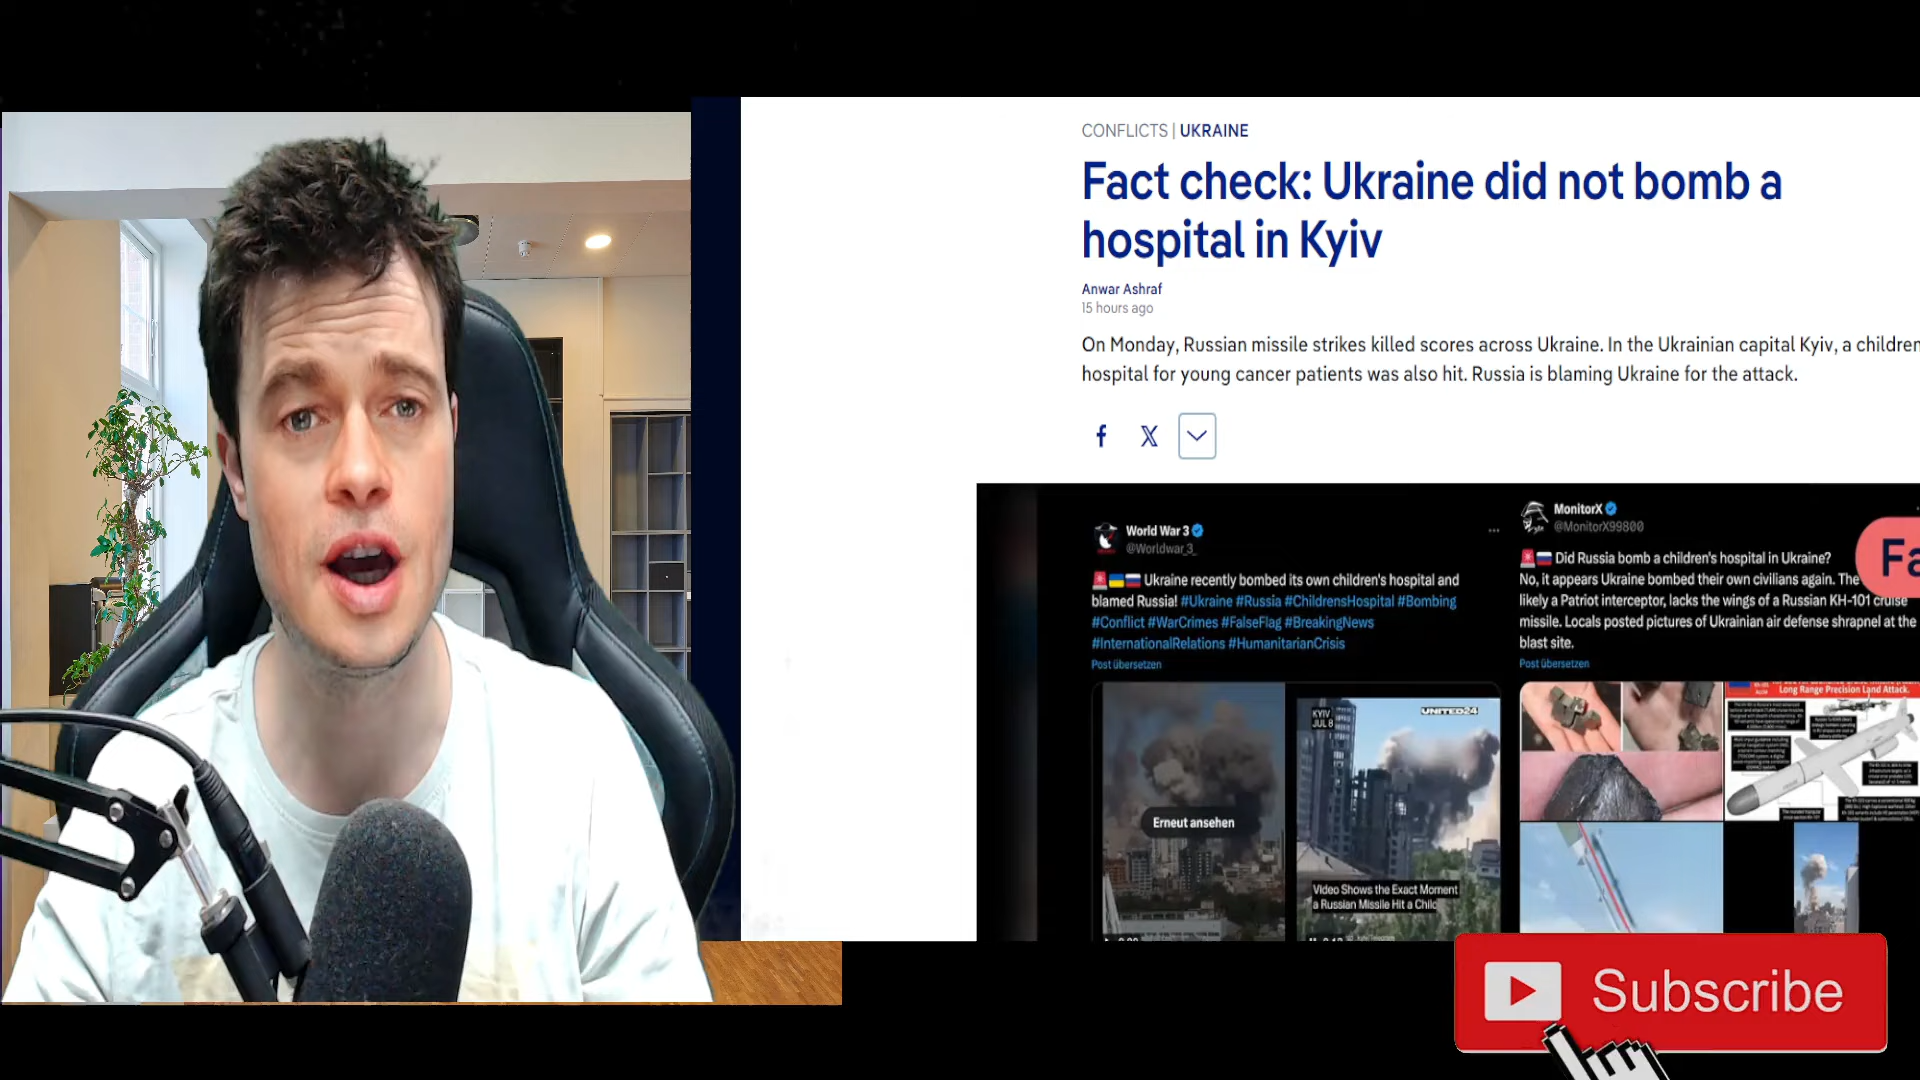 CONFLICTS | UKRAINE
Fact check: Ukraine did not bomb a
hospital in Kyiv
Anwar Ashraf
15 hours ago
On Monday, Russian missile strikes killed scores across Ukraine. In the Ukrainian capital Kyiv, a children
hospital for young cancer patients was also hit. Russia is blaming Ukraine for the attack.
World War 3
@Worldwar_3_
Ukraine recently bombed its own children's hospital and
blamed Russia! #Ukraine #Russia #ChildrensHospital #Bombing
#Conflict #WarCrimes #FalseFlag #BreakingNews
#InternationalRelations #HumanitarianCrisis
Post übersetzen
Erneut ansehen
KYIV
JUL 8
UNITED24
Video Shows the Exact Moment
a Russian Missile Hit a Chil
MonitorX
@MonitorX99800
Did Russia bomb a children's hospital in Ukraine?
No, it appears Ukraine bombed their own civilians again. The
likely a Patriot interceptor, lacks the wings of a Russian KH-101 cruise
missile. Locals posted pictures of Ukrainian air defense shrapnel at the
blast site.
Post übersetzen
Long Range Precision Land Attack.
Fa
Subscribe